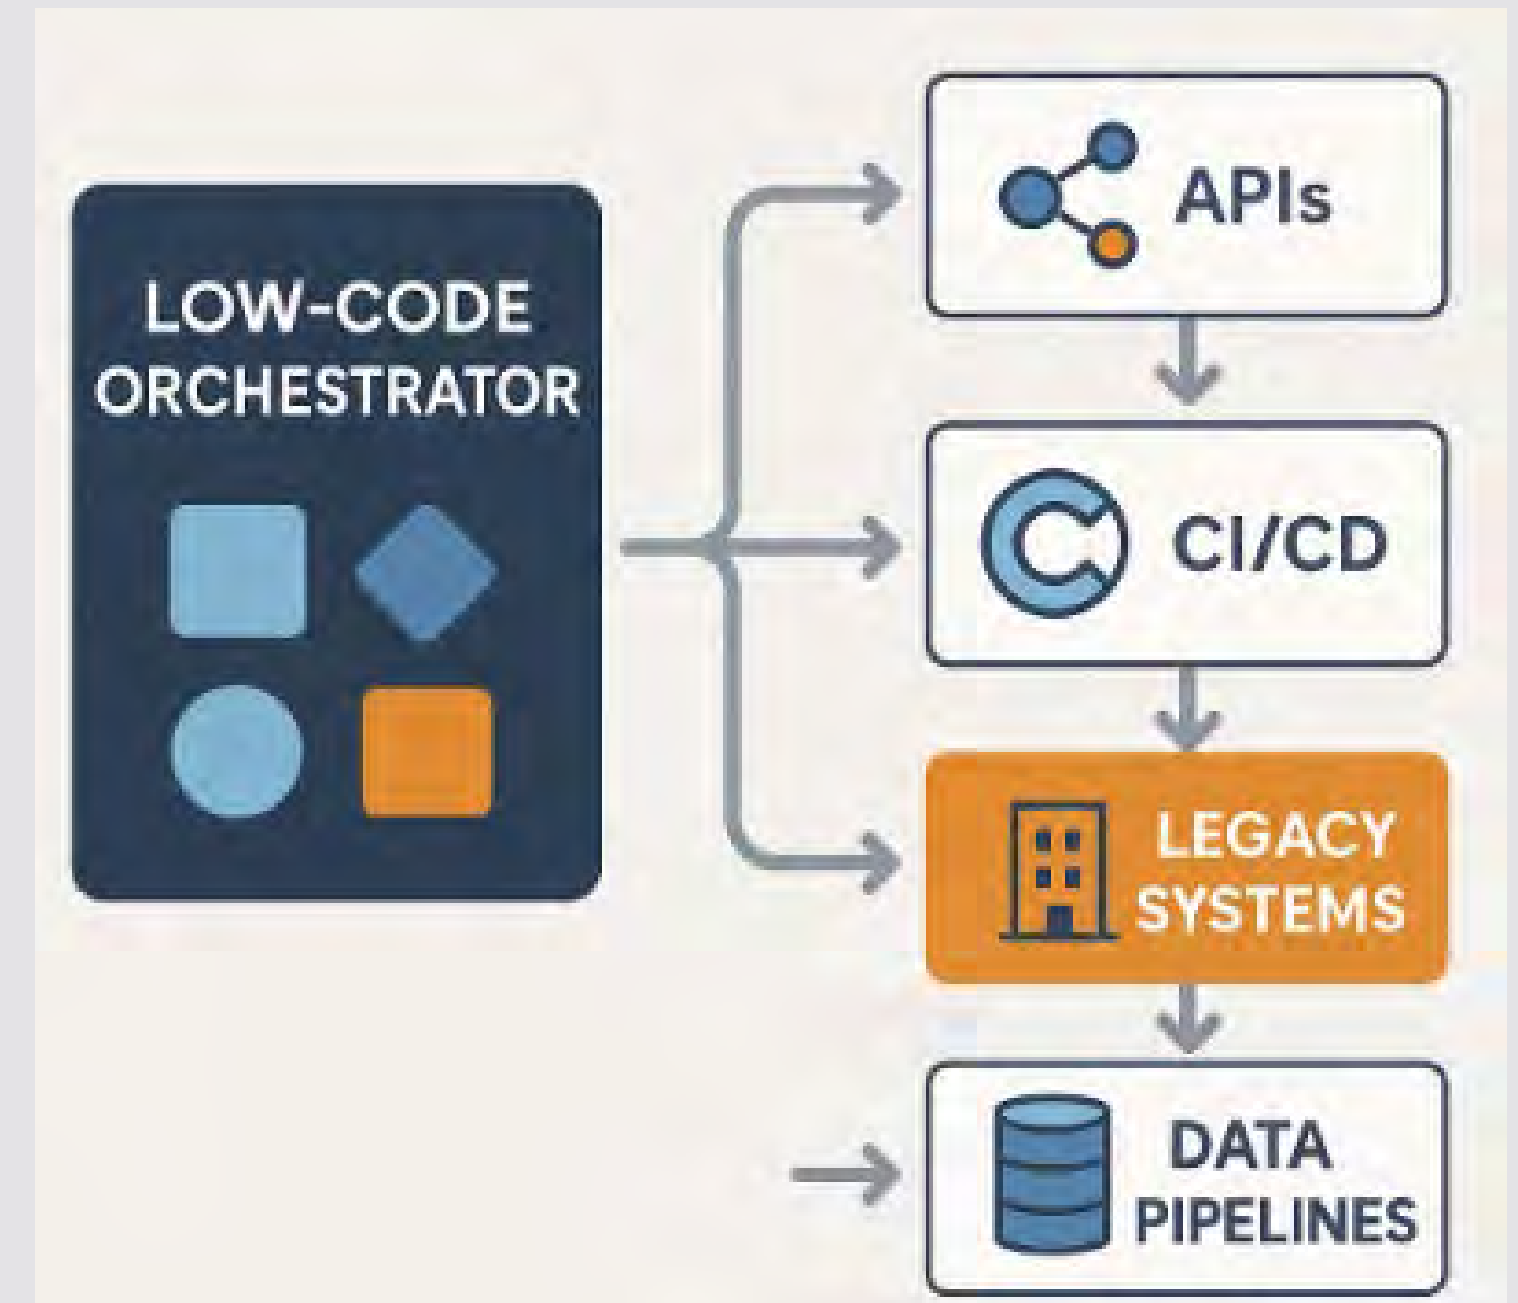 LOW-CODE
ORCHESTRATOR
APIs
CI/CD
LEGACY
SYSTEMS
DATA
PIPELINES